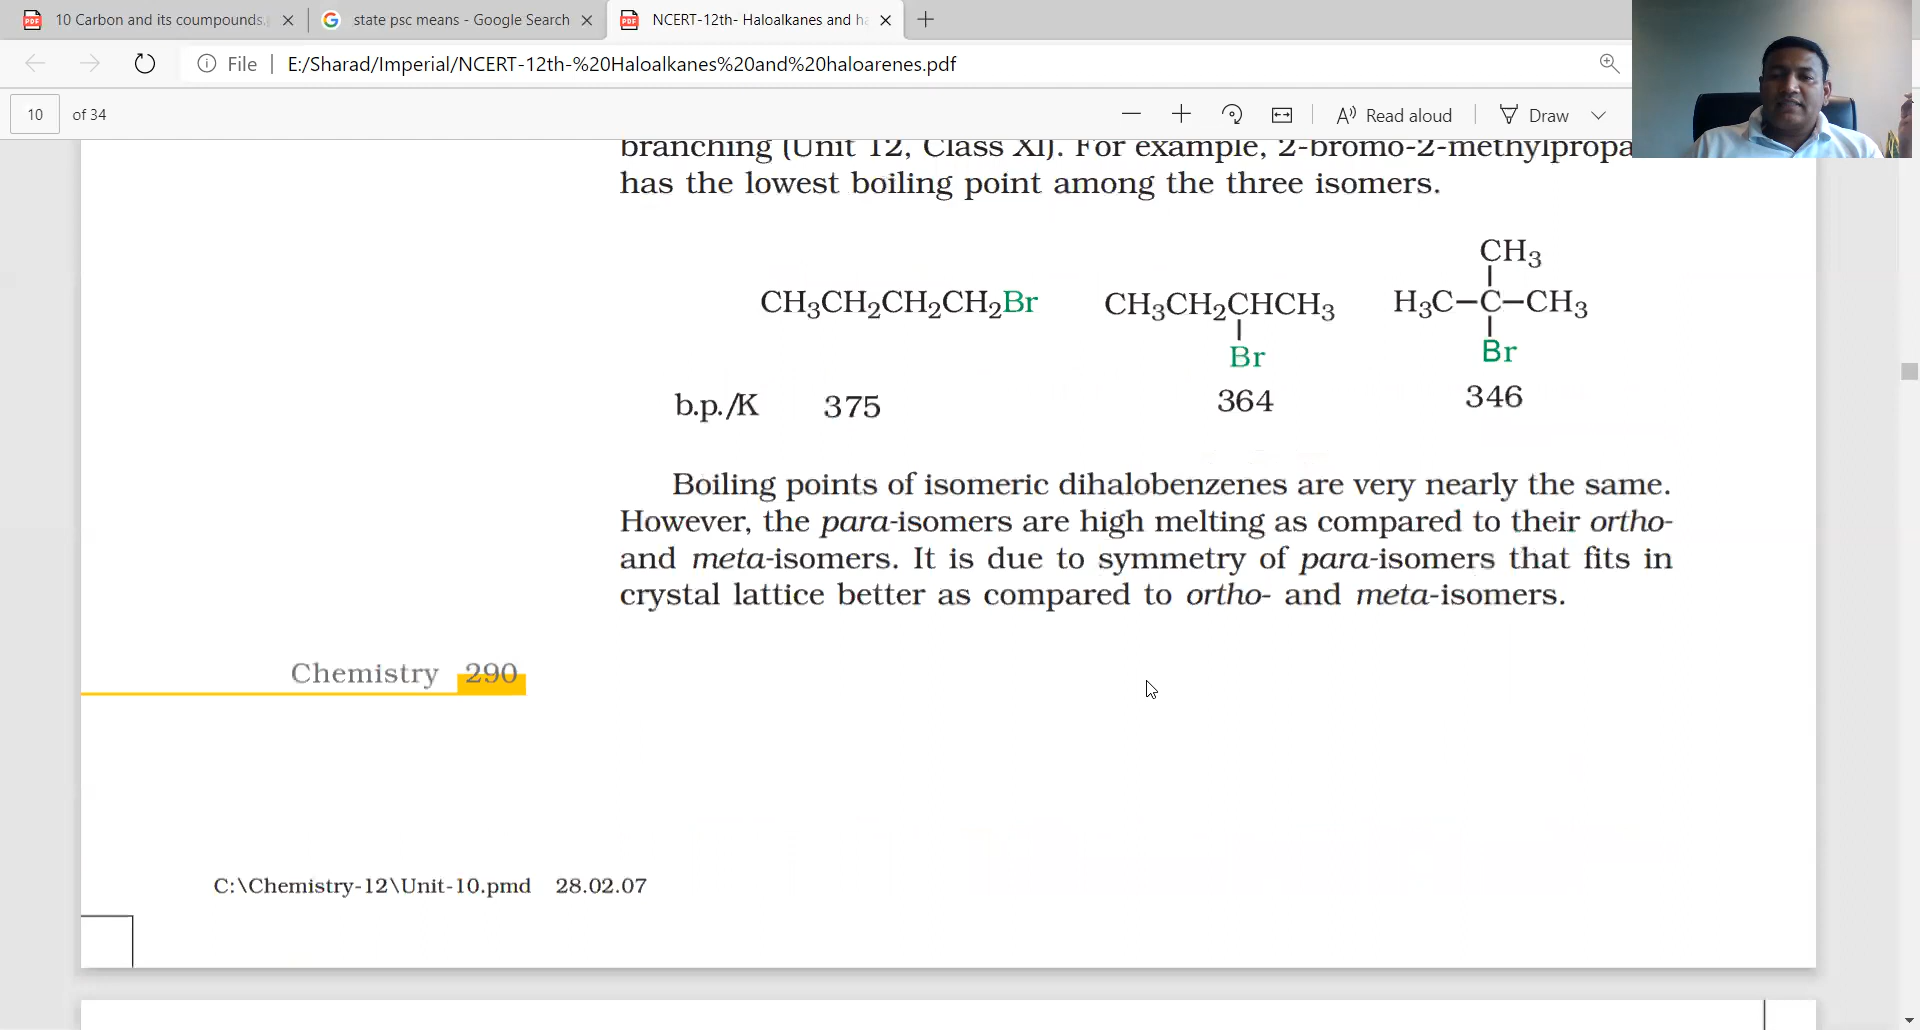 10 Carbon and its coumpounds.
state psc means - Google Search
NCERT-12th- Haloalkanes and ha
File
E:/Sharad/Imperial/NCERT-12th-%20Haloalkanes%20and%20haloarenes.pdf
10 of 34
Read aloud
Draw
branching (Unit 12, Class XI). For example, 2-bromo-2-methylpropa
has the lowest boiling point among the three isomers.
CH3
CH3CH2CH2CH2Br CH3CH2CHCH3 H3C–C–CH3
Br Br
b.p./K 375 364 346
Boiling points of isomeric dihalobenzenes are very nearly the same.
However, the para-isomers are high melting as compared to their ortho-
and meta-isomers. It is due to symmetry of para-isomers that fits in
crystal lattice better as compared to ortho- and meta-isomers.
Chemistry 290
C:\Chemistry-12\Unit-10.pmd 28.02.07